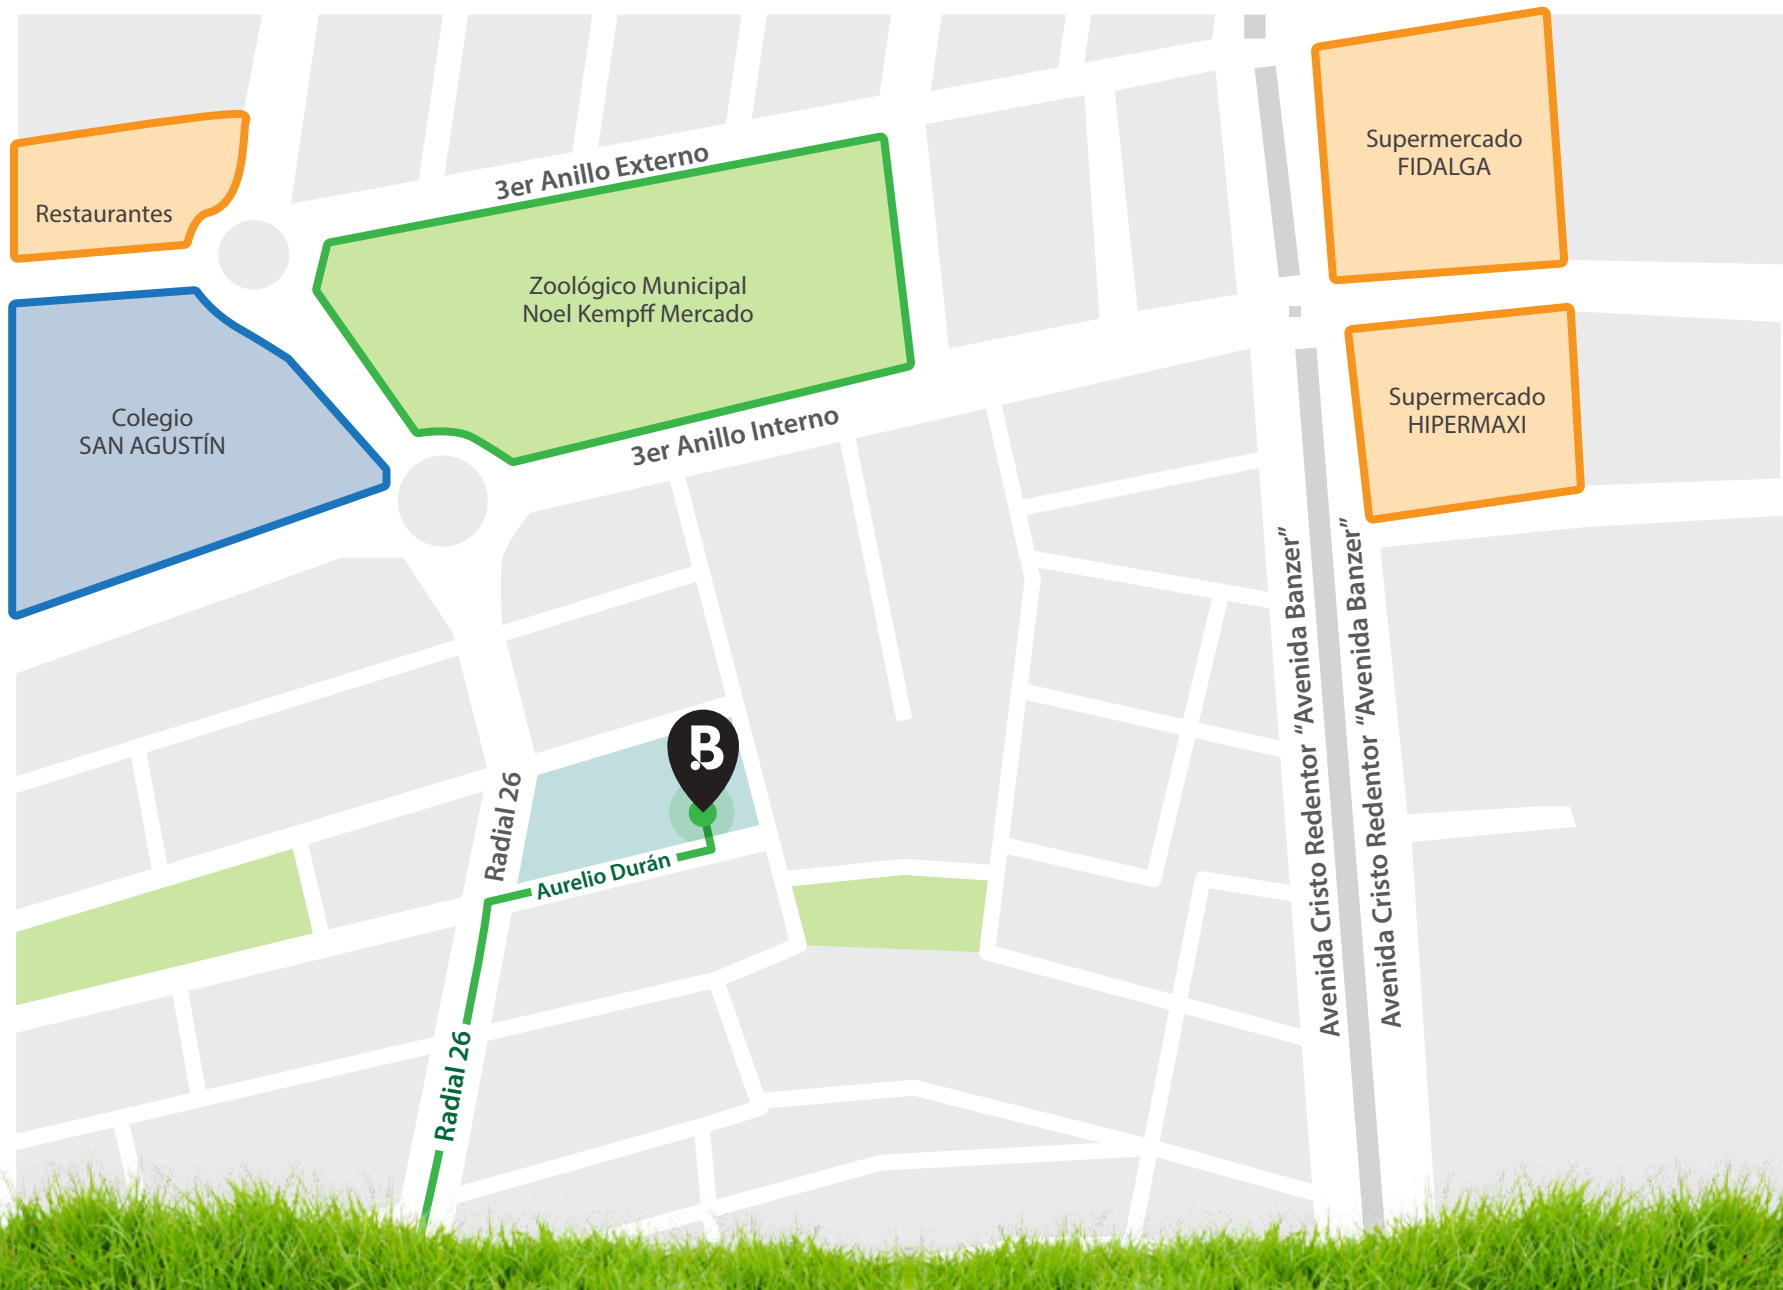 3er Anillo Externo
Supermercado
FIDALGA
Restaurantes
Zoológico Municipal
Noel Kempff Mercado
Colegio
SAN AGUSTÍN
3er Anillo Interno
Supermercado
HIPERMAXI
Avenida Cristo Redentor “Avenida Banzer”
Avenida Cristo Redentor “Avenida Banzer”
B
Radial 26
Aurelio Durán
Radial 26